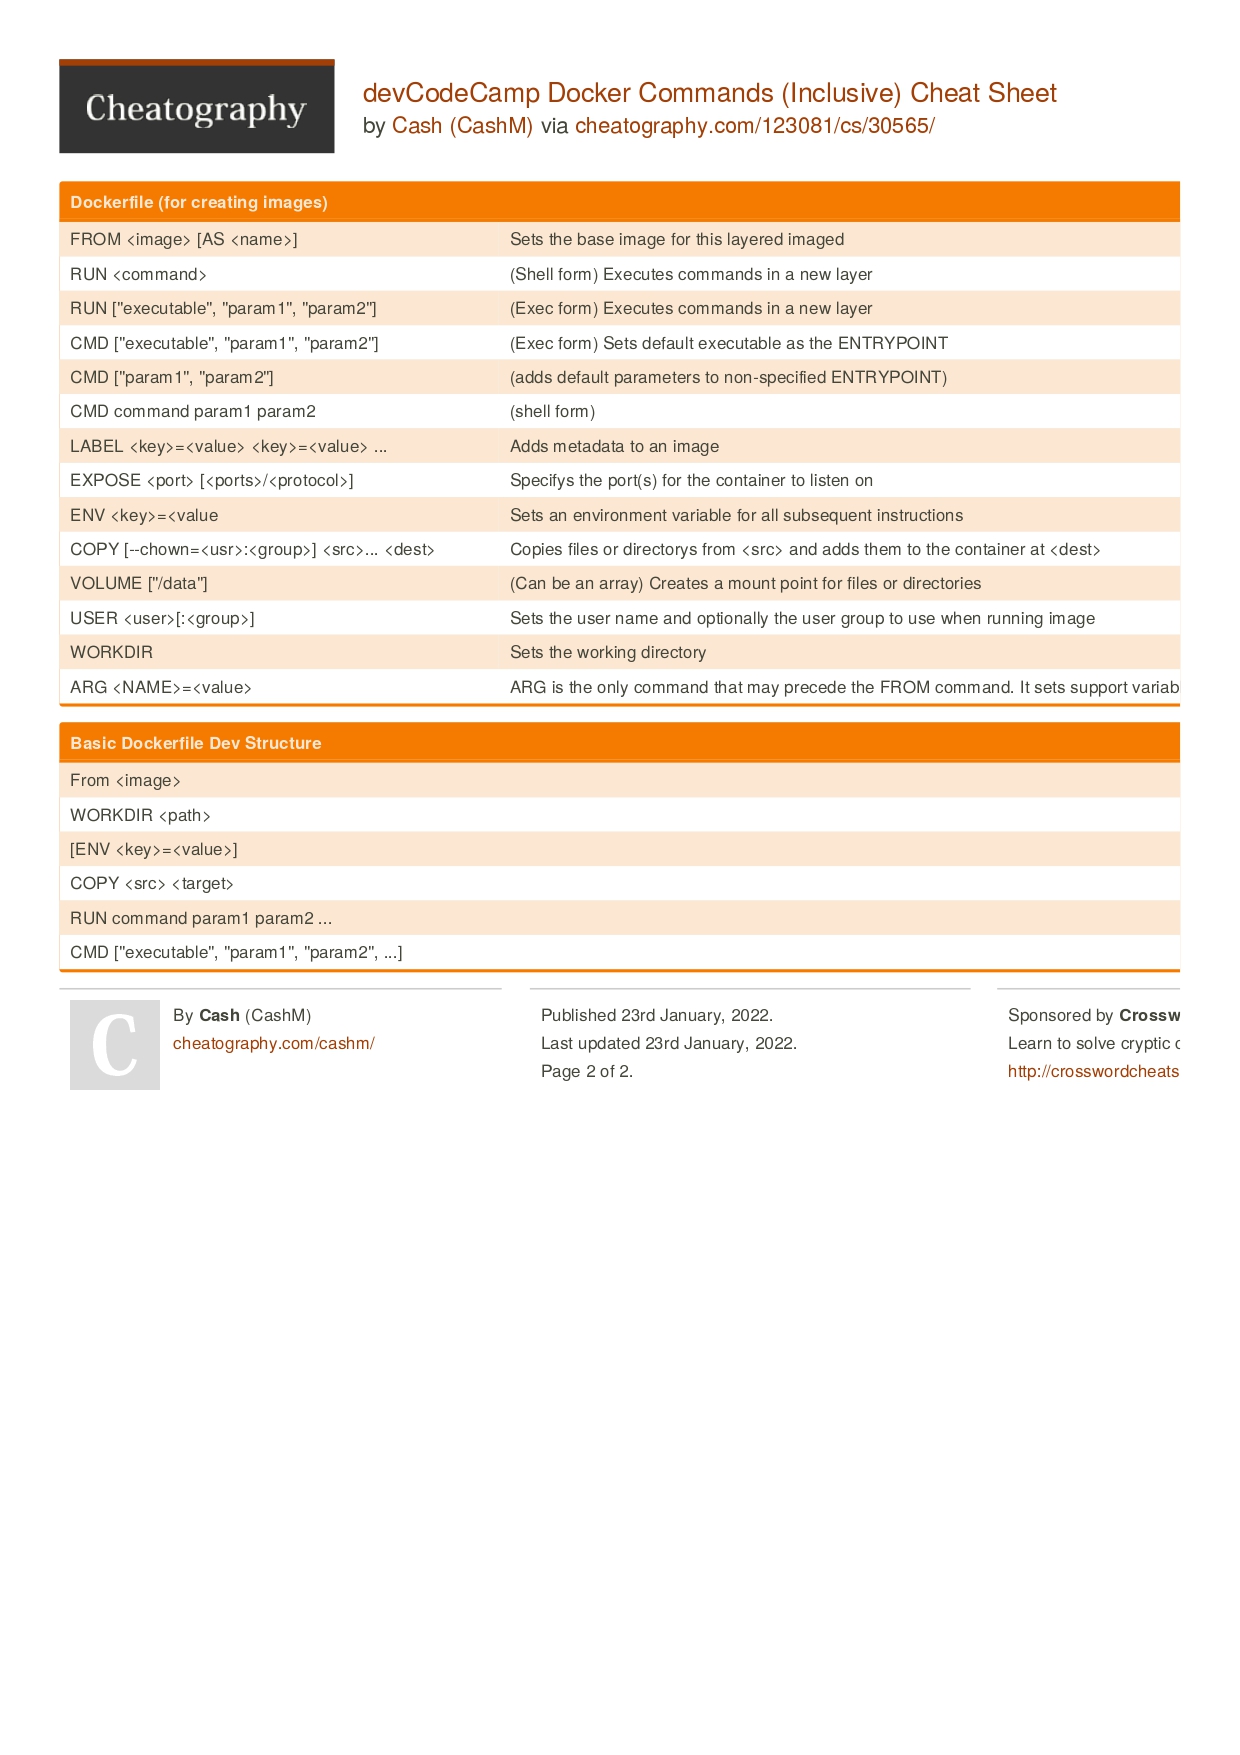 Cheatography
devCodeCamp Docker Commands (Inclusive) Cheat Sheet
by Cash (CashM) via cheatography.com/123081/cs/30565/
Dockerfile (for creating images)
FROM <image> [AS <name>] Sets the base image for this layered imaged
RUN <command> (Shell form) Executes commands in a new layer
RUN ["executable", "param1", "param2"] (Exec form) Executes commands in a new layer
CMD ["executable", "param1", "param2"] (Exec form) Sets default executable as the ENTRYPOINT
CMD ["param1", "param2"] (adds default parameters to non-specified ENTRYPOINT)
CMD command param1 param2 (shell form)
LABEL <key>=<value> <key>=<value> ... Adds metadata to an image
EXPOSE <port> [<ports>/<protocol>] Specifys the port(s) for the container to listen on
ENV <key>=<value Sets an environment variable for all subsequent instructions
COPY [--chown=<usr>:<group>] <src>... <dest> Copies files or directorys from <src> and adds them to the container at <dest>
VOLUME ["/data"] (Can be an array) Creates a mount point for files or directories
USER <user>[:<group>] Sets the user name and optionally the user group to use when running image
WORKDIR Sets the working directory
ARG <NAME>=<value> ARG is the only command that may precede the FROM command. It sets support variab
Basic Dockerfile Dev Structure
From <image>
WORKDIR <path>
[ENV <key>=<value>]
COPY <src> <target>
RUN command param1 param2 ...
CMD ["executable", "param1", "param2", ...]
C
By Cash (CashM)
cheatography.com/cashm/
Published 23rd January, 2022.
Last updated 23rd January, 2022.
Page 2 of 2.
Sponsored by Crossw
Learn to solve cryptic c
http://crosswordcheats